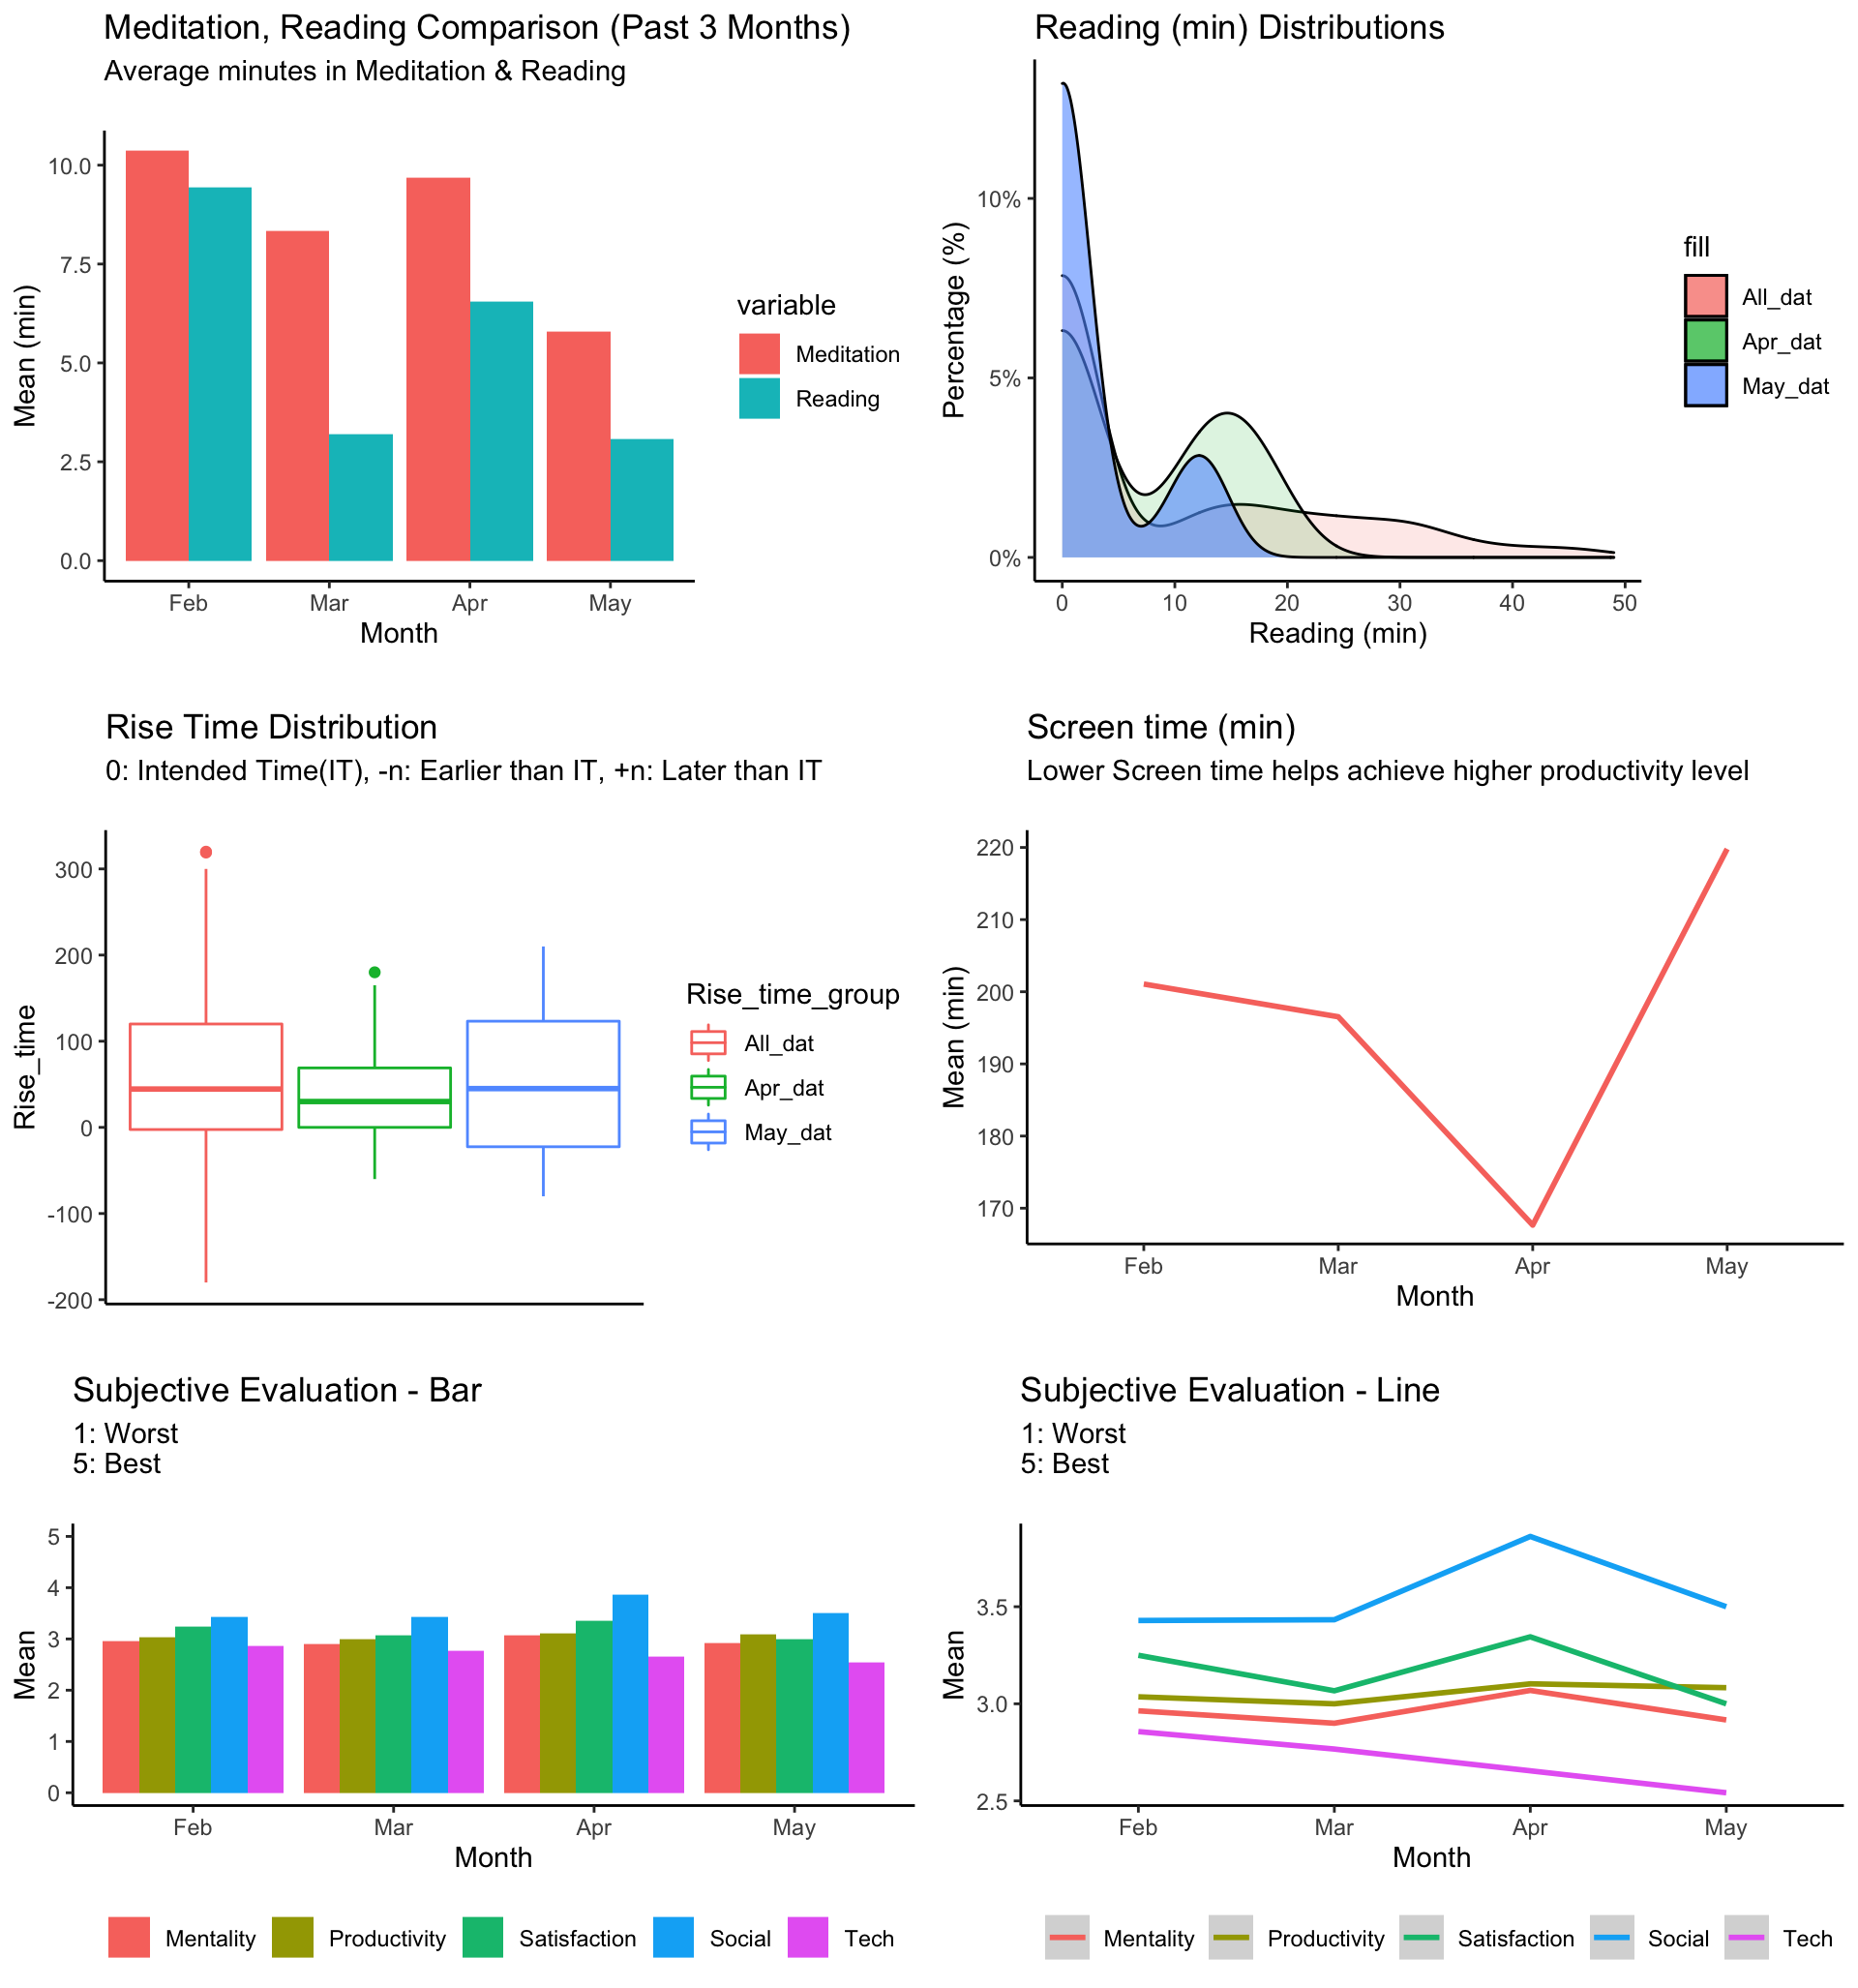 Meditation, Reading Comparison (Past 3 Months)
Average minutes in Meditation & Reading
10.0
7.5
5.0
2.5
0.0
Mean (min)
Feb
Mar
Apr
May
Month
variable
Meditation
Reading
Reading (min) Distributions
10%
5%
0%
Percentage (%)
0
10
20
30
40
50
Reading (min)
fill
All_dat
Apr_dat
May_dat
Rise Time Distribution
0: Intended Time(IT), -n: Earlier than IT, +n: Later than IT
300
200
100
0
-100
-200
Rise_time
Rise_time_group
All_dat
Apr_dat
May_dat
Screen time (min)
Lower Screen time helps achieve higher productivity level
220
210
200
190
180
170
Mean (min)
Feb
Mar
Apr
May
Month
Subjective Evaluation - Bar
1: Worst
5: Best
5
4
3
2
1
0
Mean
Feb
Mar
Apr
May
Month
Mentality
Productivity
Satisfaction
Social
Tech
Subjective Evaluation - Line
1: Worst
5: Best
3.5
3.0
2.5
Mean
Feb
Mar
Apr
May
Month
Mentality
Productivity
Satisfaction
Social
Tech